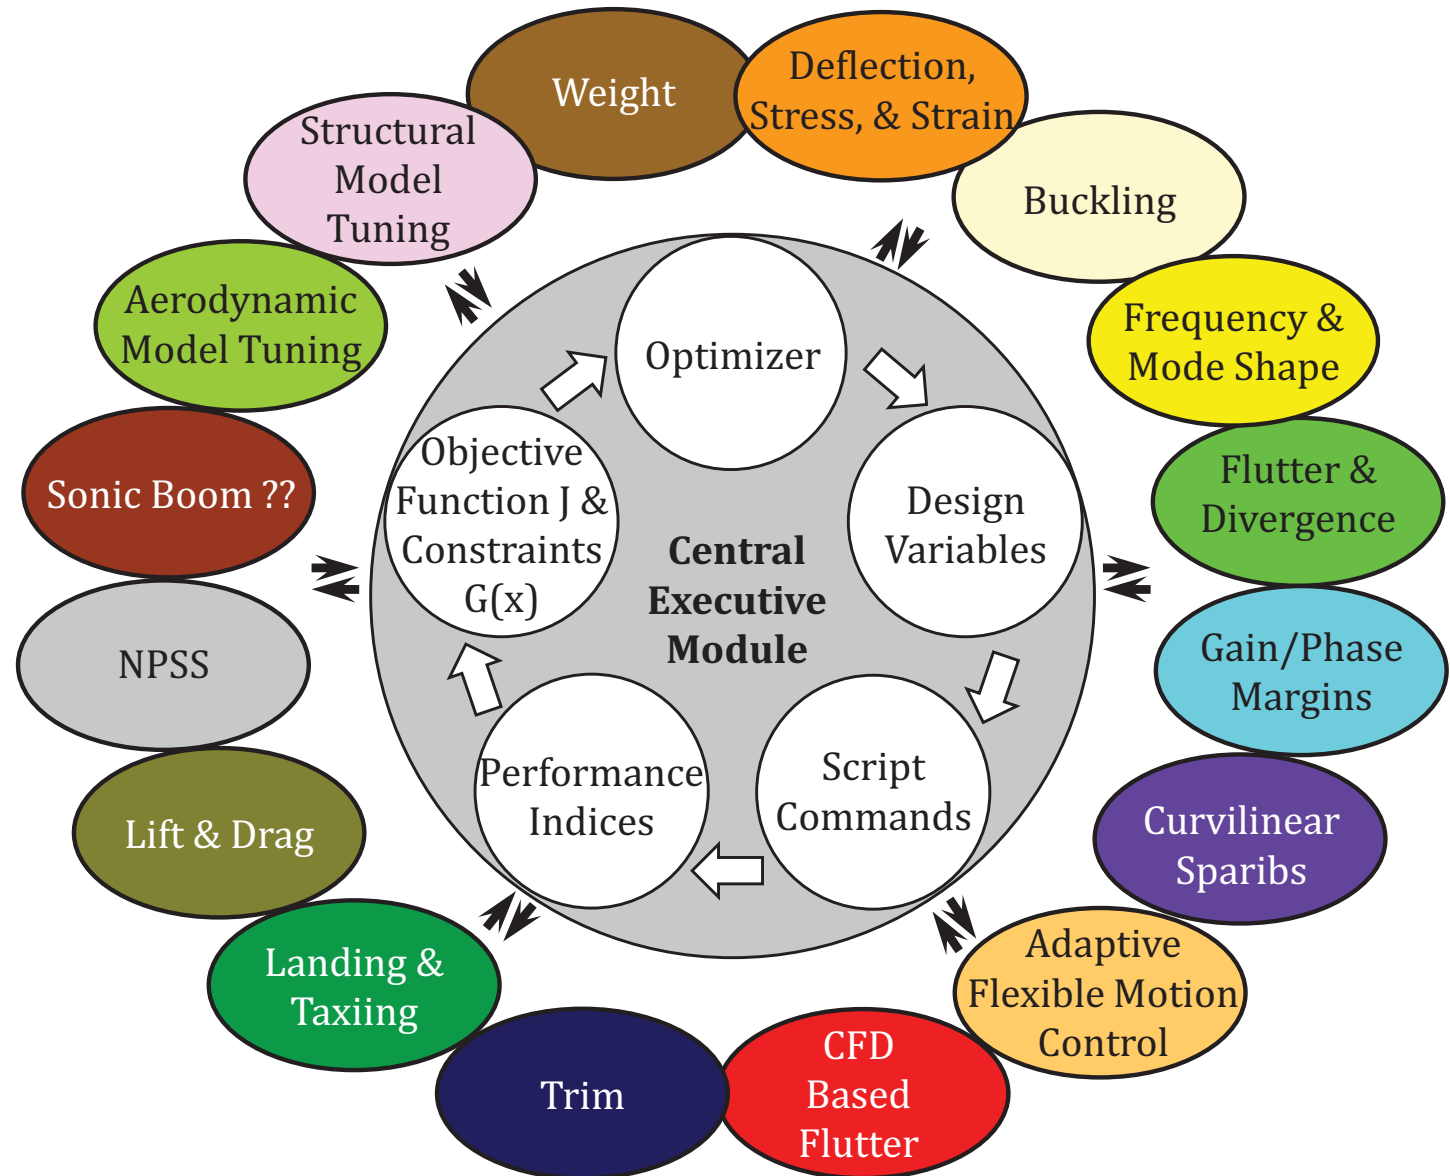 Weight
Deflection,
Stress, & Strain
Buckling
Frequency &
Mode Shape
Flutter &
Divergence
Gain/Phase
Margins
Curvilinear
Sparibs
Adaptive
Flexible Motion
Control
CFD
Based
Flutter
Trim
Landing &
Taxiing
Lift & Drag
NPSS
Sonic Boom ??
Aerodynamic
Model Tuning
Structural
Model
Tuning
Optimizer
Design
Variables
Script
Commands
Performance
Indices
Objective
Function J &
Constraints
G(x)
Central
Executive
Module